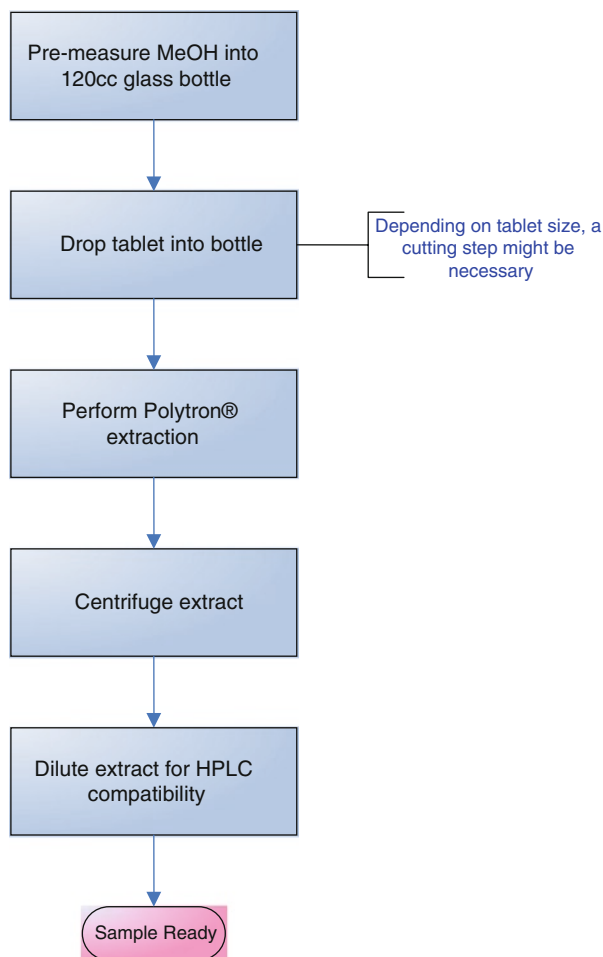 Pre-measure MeOH into
120cc glass bottle
Drop tablet into bottle
Depending on tablet size, a
cutting step might be
necessary
Perform Polytron®
extraction
Centrifuge extract
Dilute extract for HPLC
compatibility
Sample Ready